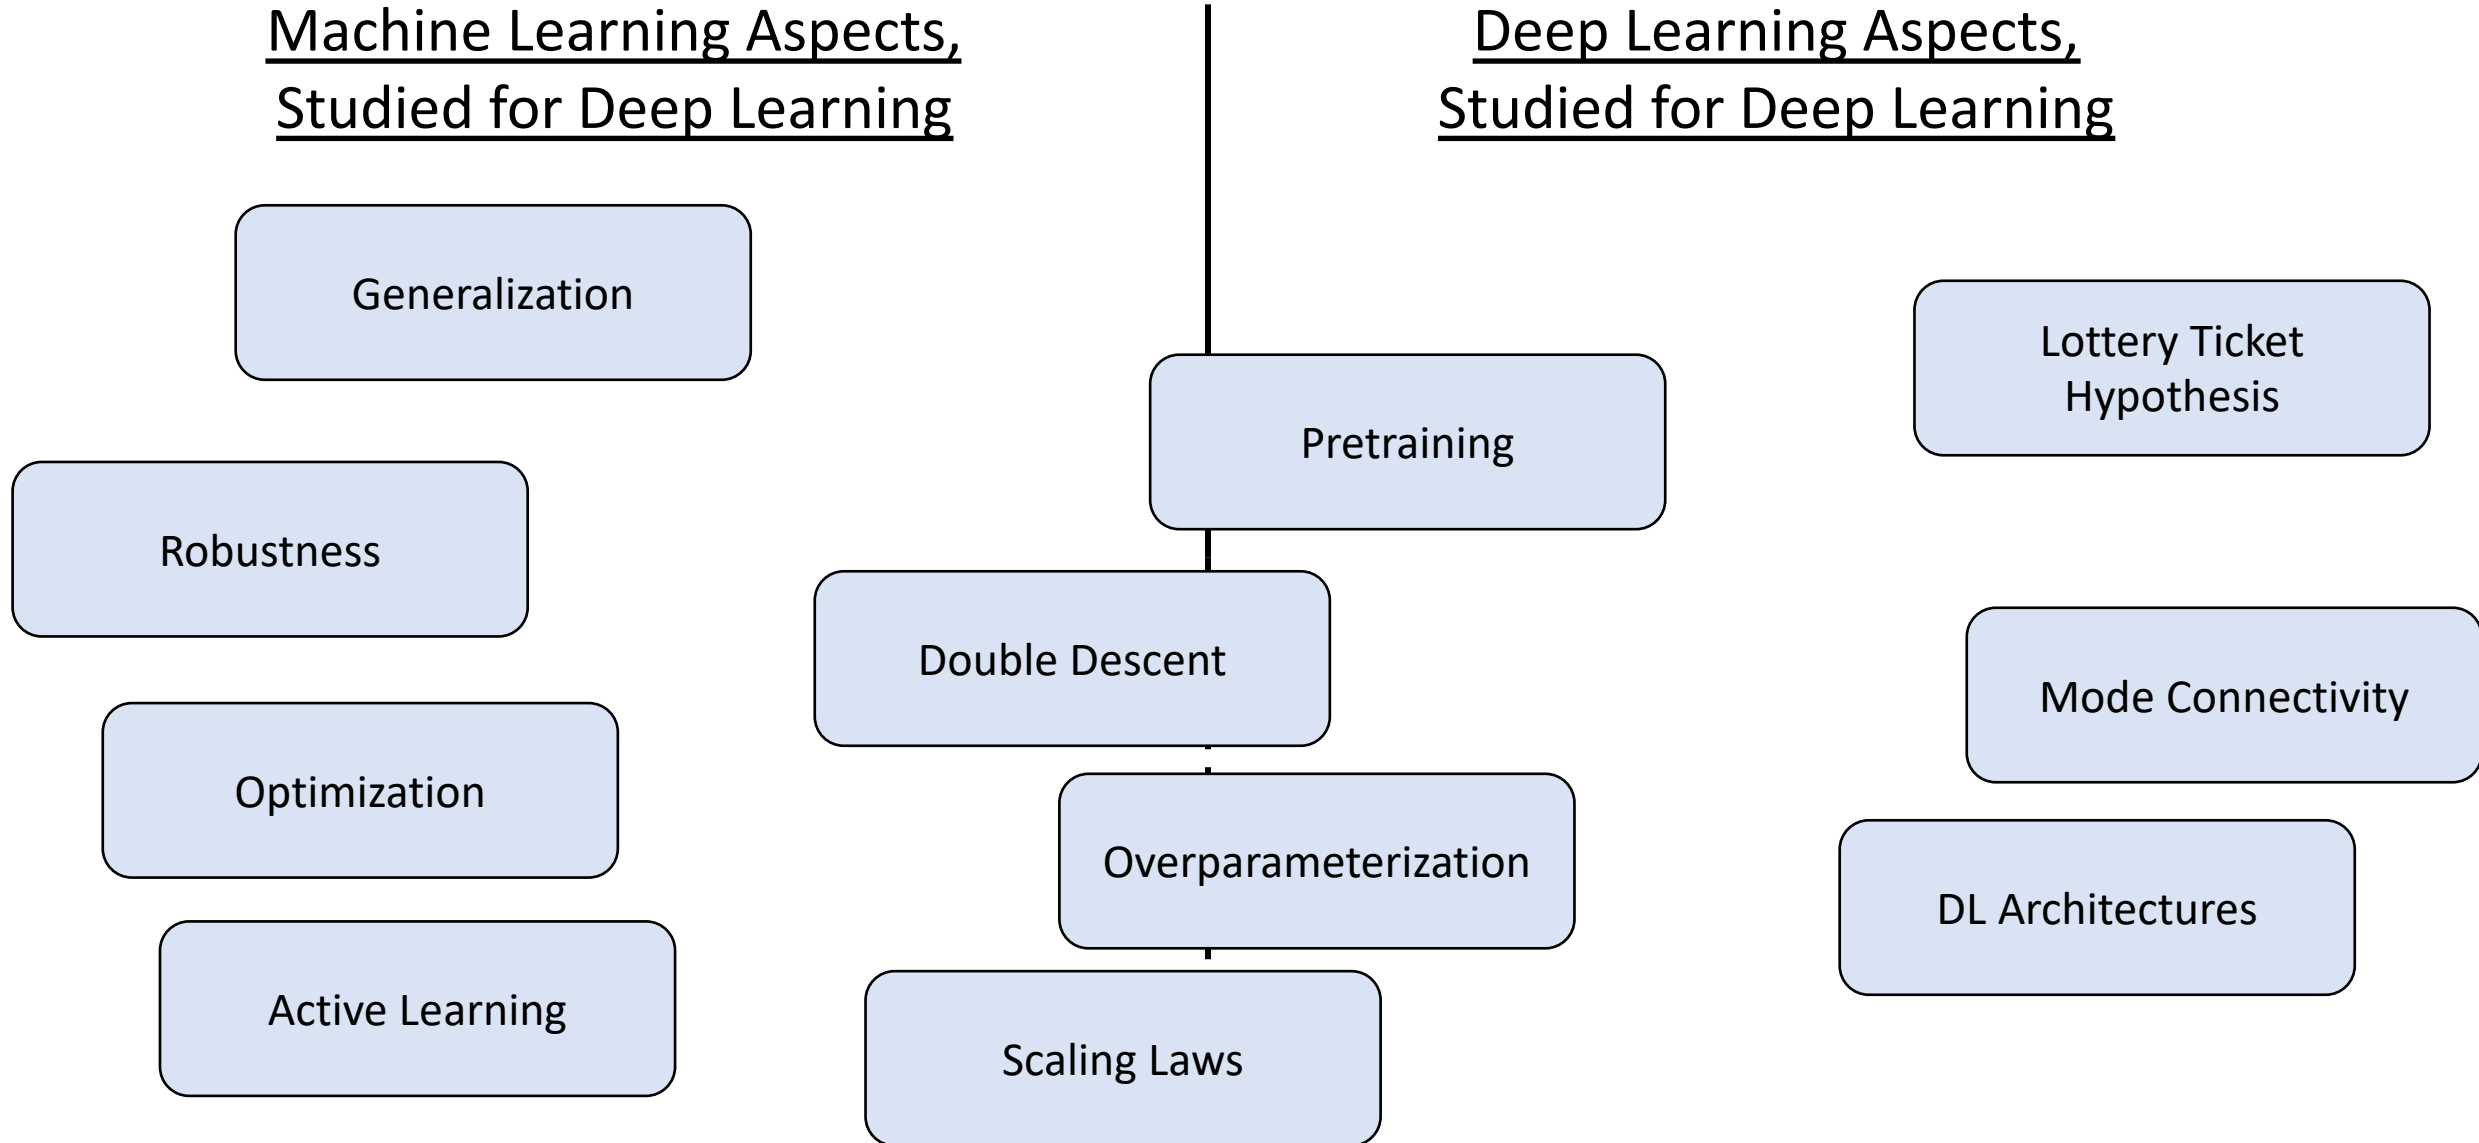 Machine Learning Aspects,
Studied for Deep Learning
Deep Learning Aspects,
Studied for Deep Learning
Generalization
Lottery Ticket
Hypothesis
Pretraining
Robustness
Double Descent
Mode Connectivity
Optimization
Overparameterization
DL Architectures
Active Learning
Scaling Laws